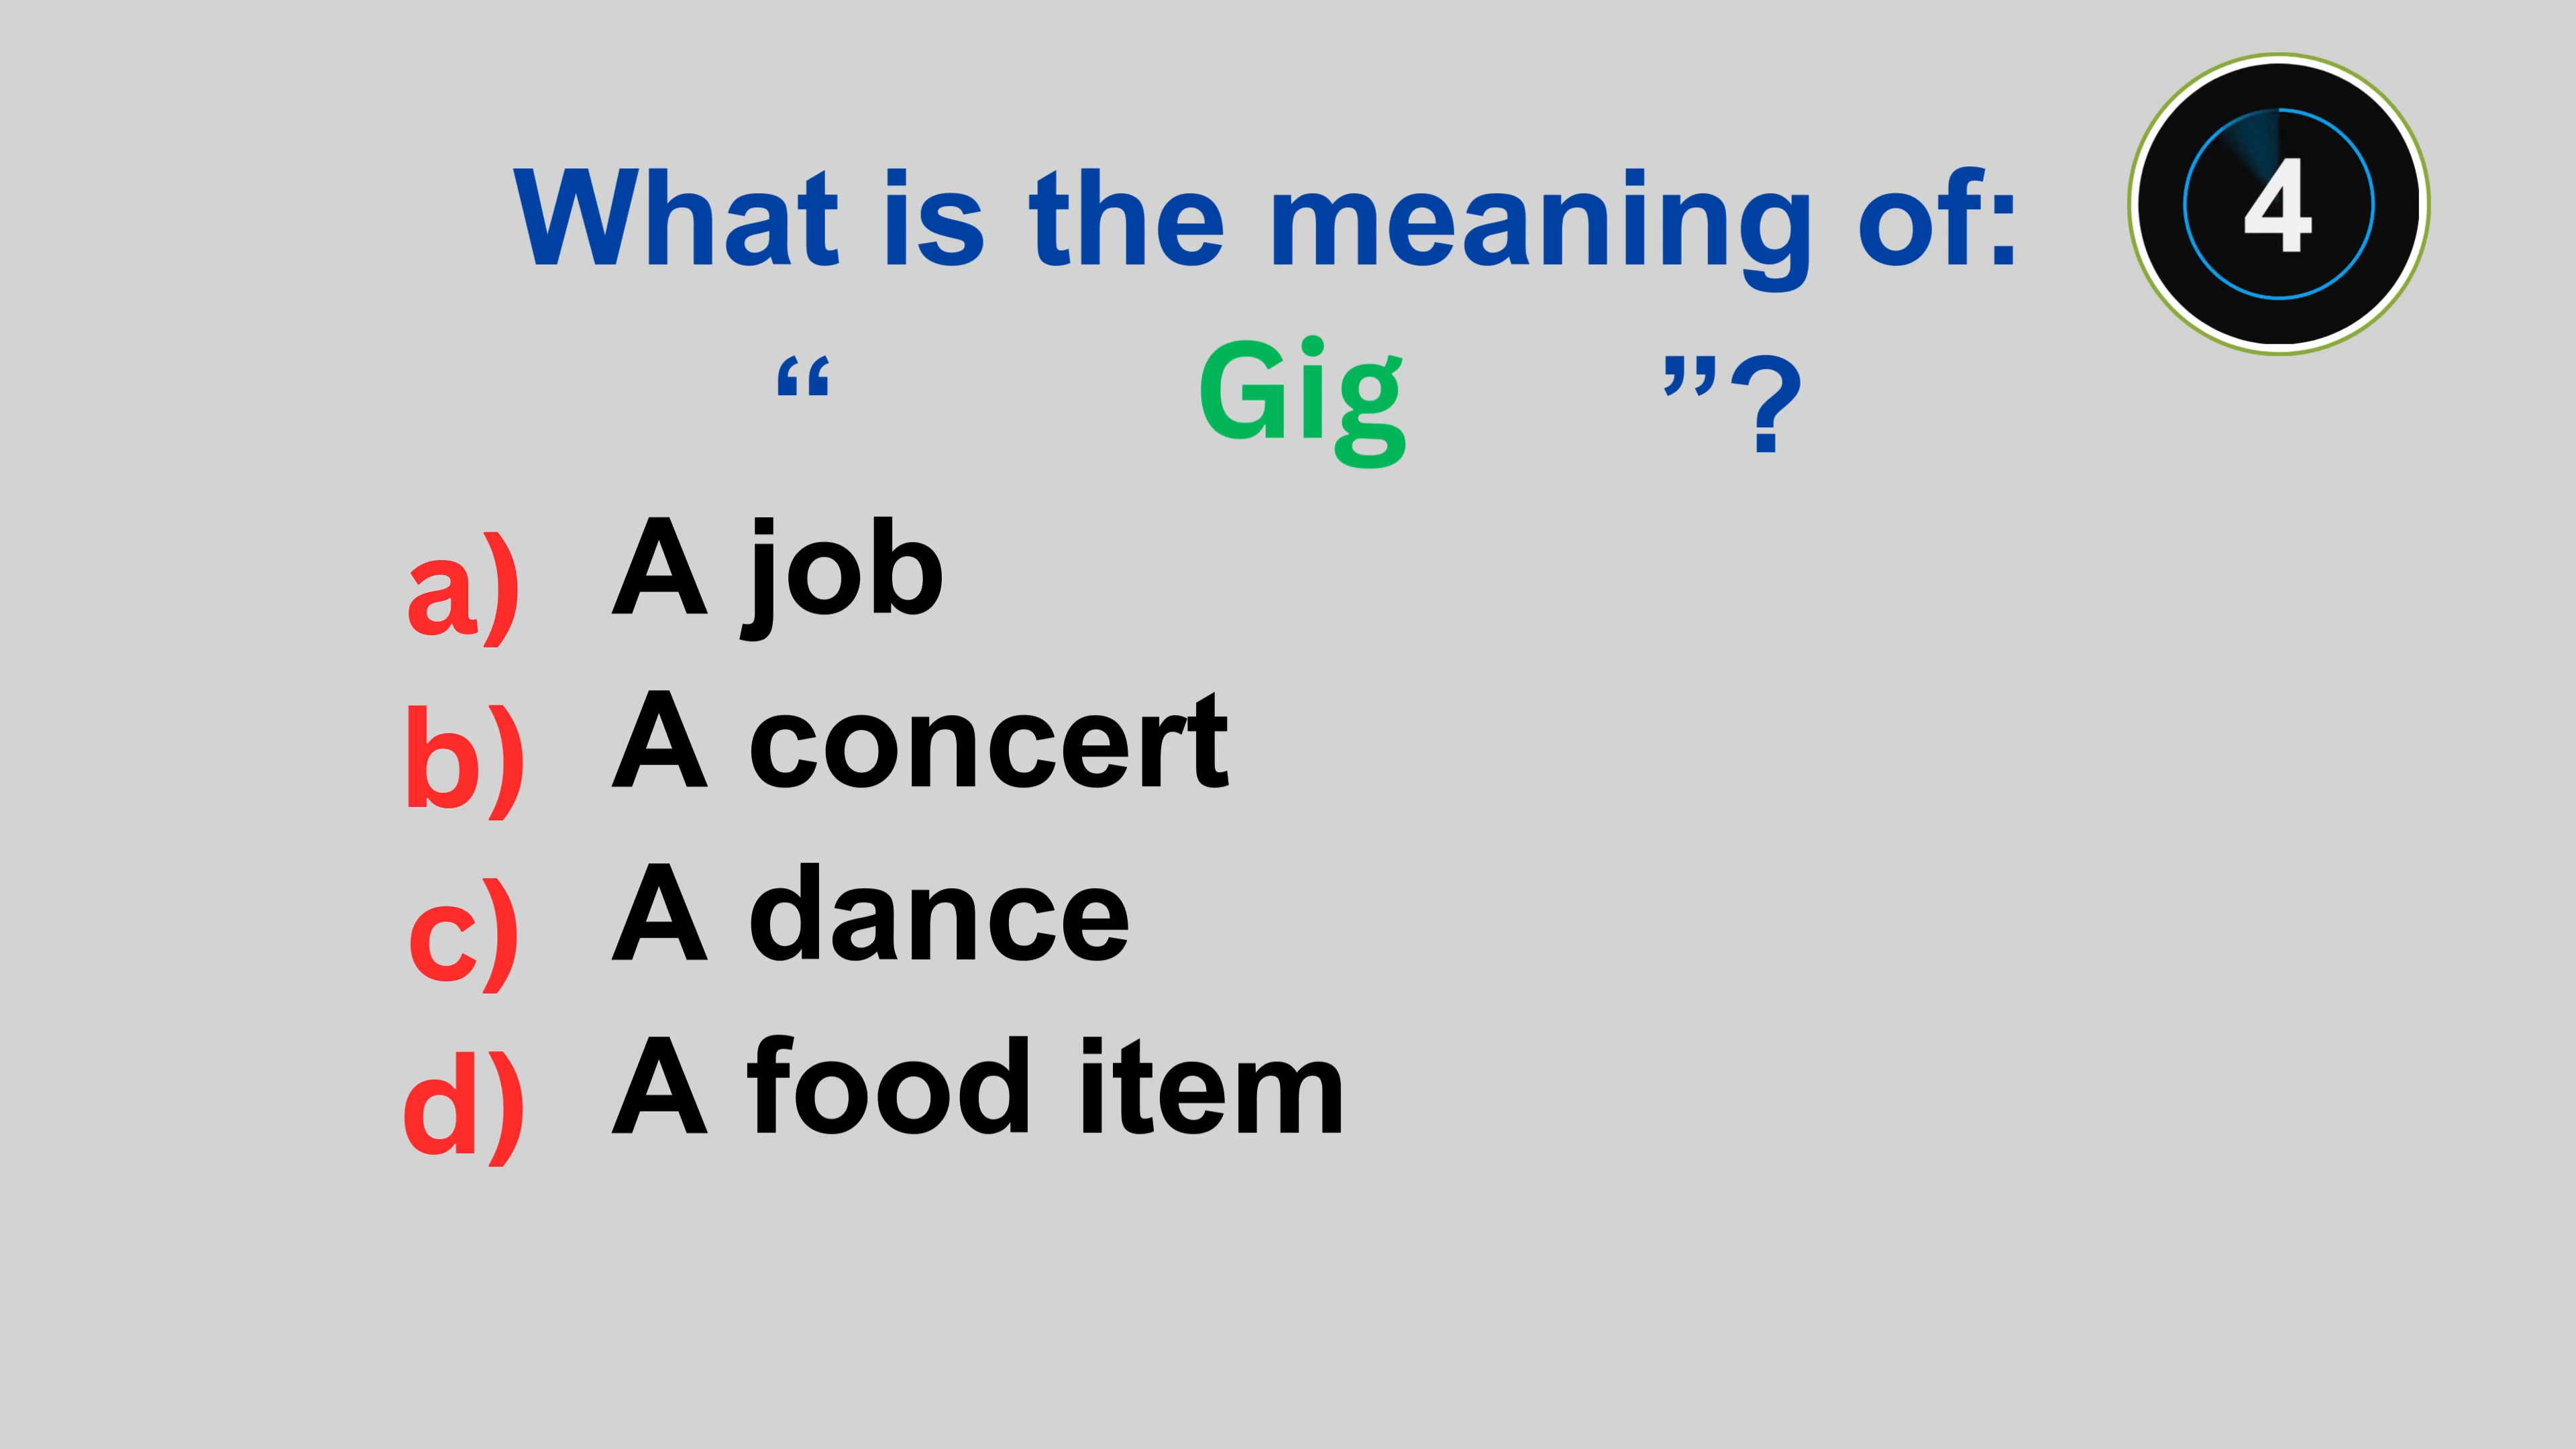 What is the meaning of:
4
“ Gig ”?
a) A job
b) A concert
c) A dance
d) A food item